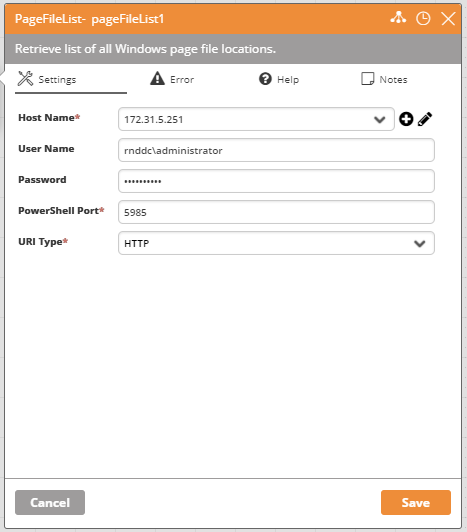 PageFileList- pageFileList1
Retrieve list of all Windows page file locations.
Settings Error Help Notes
Host Name* 172.31.5.251
User Name rnddc\administrator
Password ••••••••••
PowerShell Port* 5985
URI Type* HTTP
Cancel Save